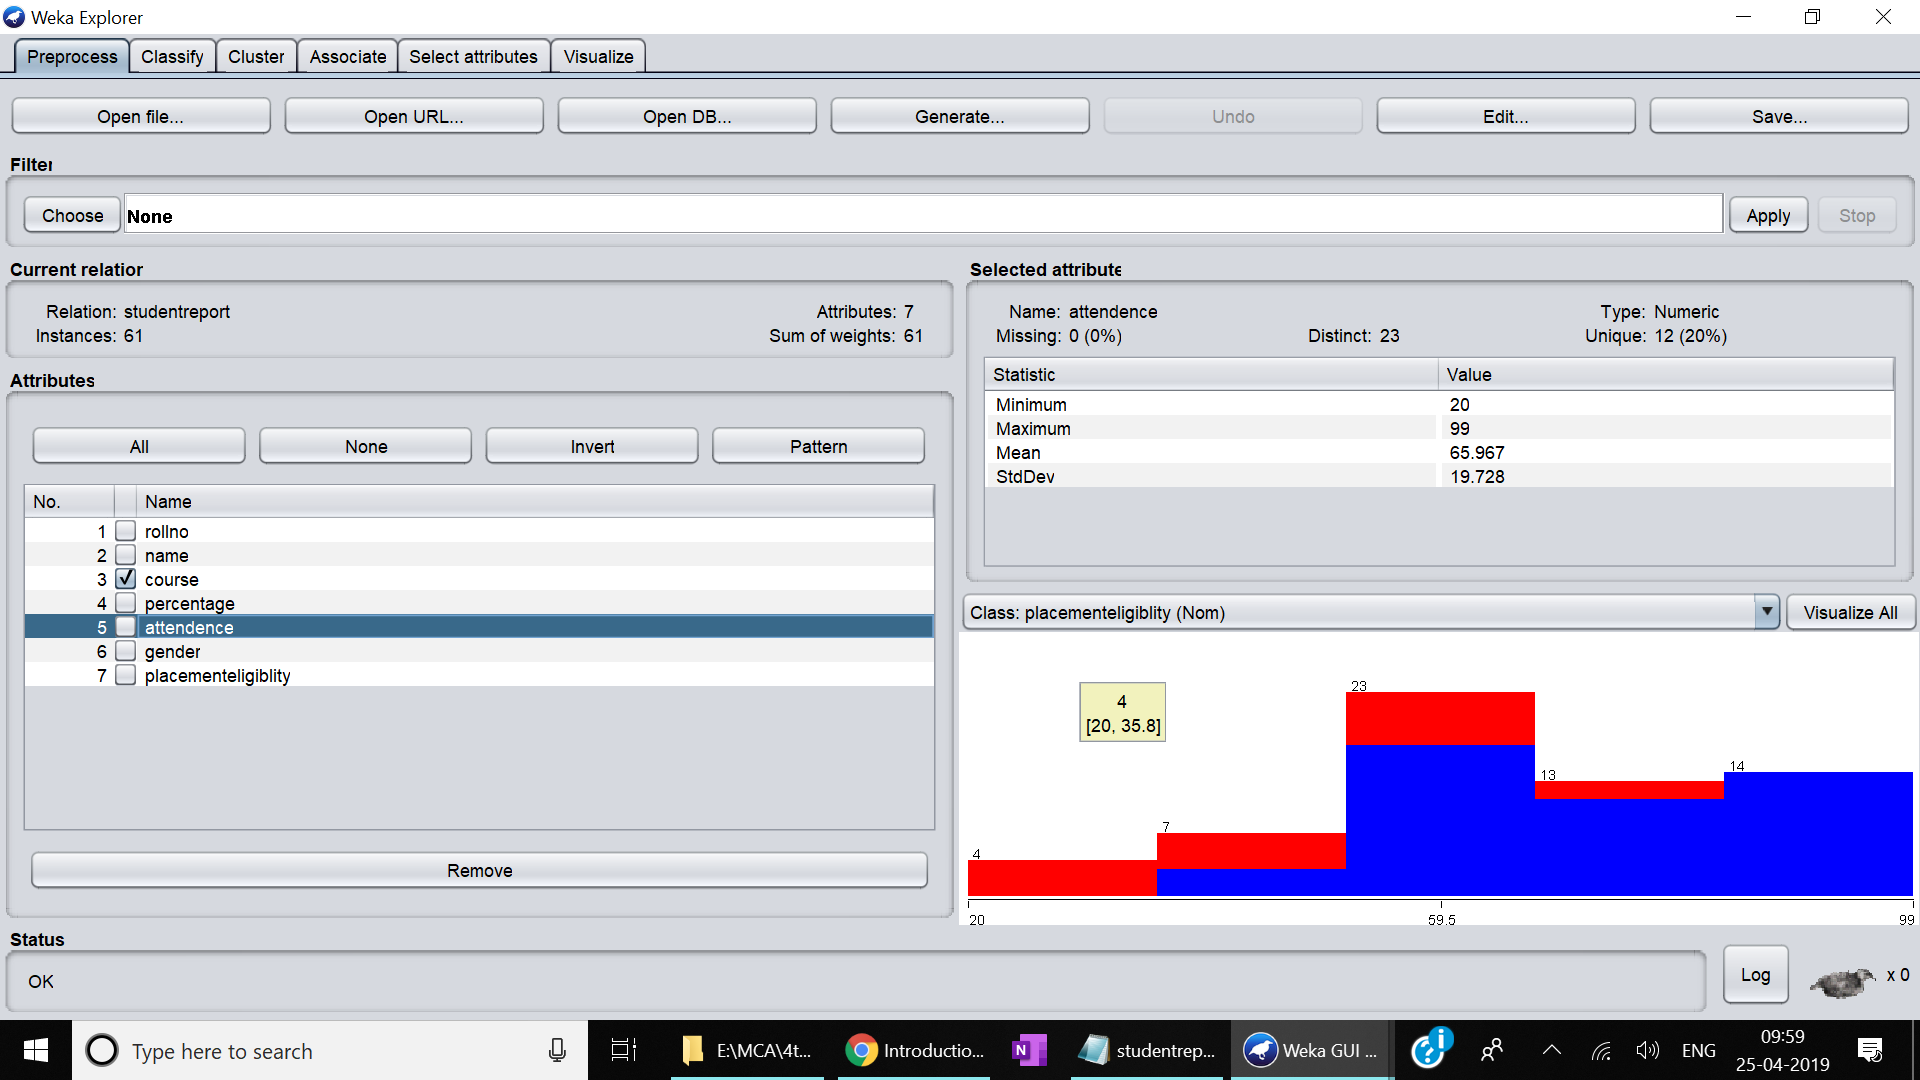 Weka Explorer
Preprocess Classify Cluster Associate Select attributes Visualize
Open file... Open URL... Open DB... Generate... Undo Edit... Save...
Filter
Choose None Apply Stop
Current relation
Relation: studentreport Attributes: 7
Instances: 61 Sum of weights: 61
Attributes
All None Invert Pattern
No. Name
1 rollno
2 name
3 course
4 percentage
5 attendence
6 gender
7 placementeligiblity
Remove
Selected attribute
Name: attendence Type: Numeric
Missing: 0 (0%) Distinct: 23 Unique: 12 (20%)
Statistic Value
Minimum 20
Maximum 99
Mean 65.967
StdDev 19.728
Class: placementeligiblity (Nom) Visualize All
4
[20, 35.8]
4
7
23
13
14
20 59.5 99
Status
OK
Log x 0
Type here to search
E:\MCA\4t...
Introductio...
N
studentrep...
Weka GUI ...
ENG
09:59
25-04-2019